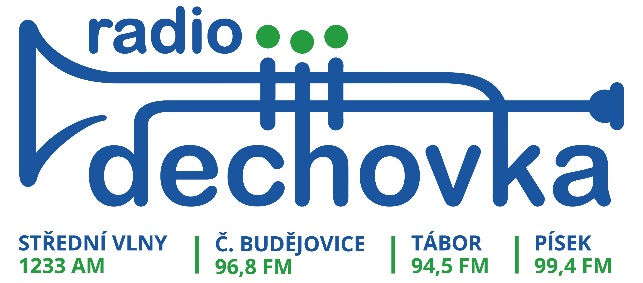 radio
dechovka
STŘEDNÍ VLNY
1233 AM
Č. BUDĚJOVICE
96,8 FM
TÁBOR
94,5 FM
PÍSEK
99,4 FM